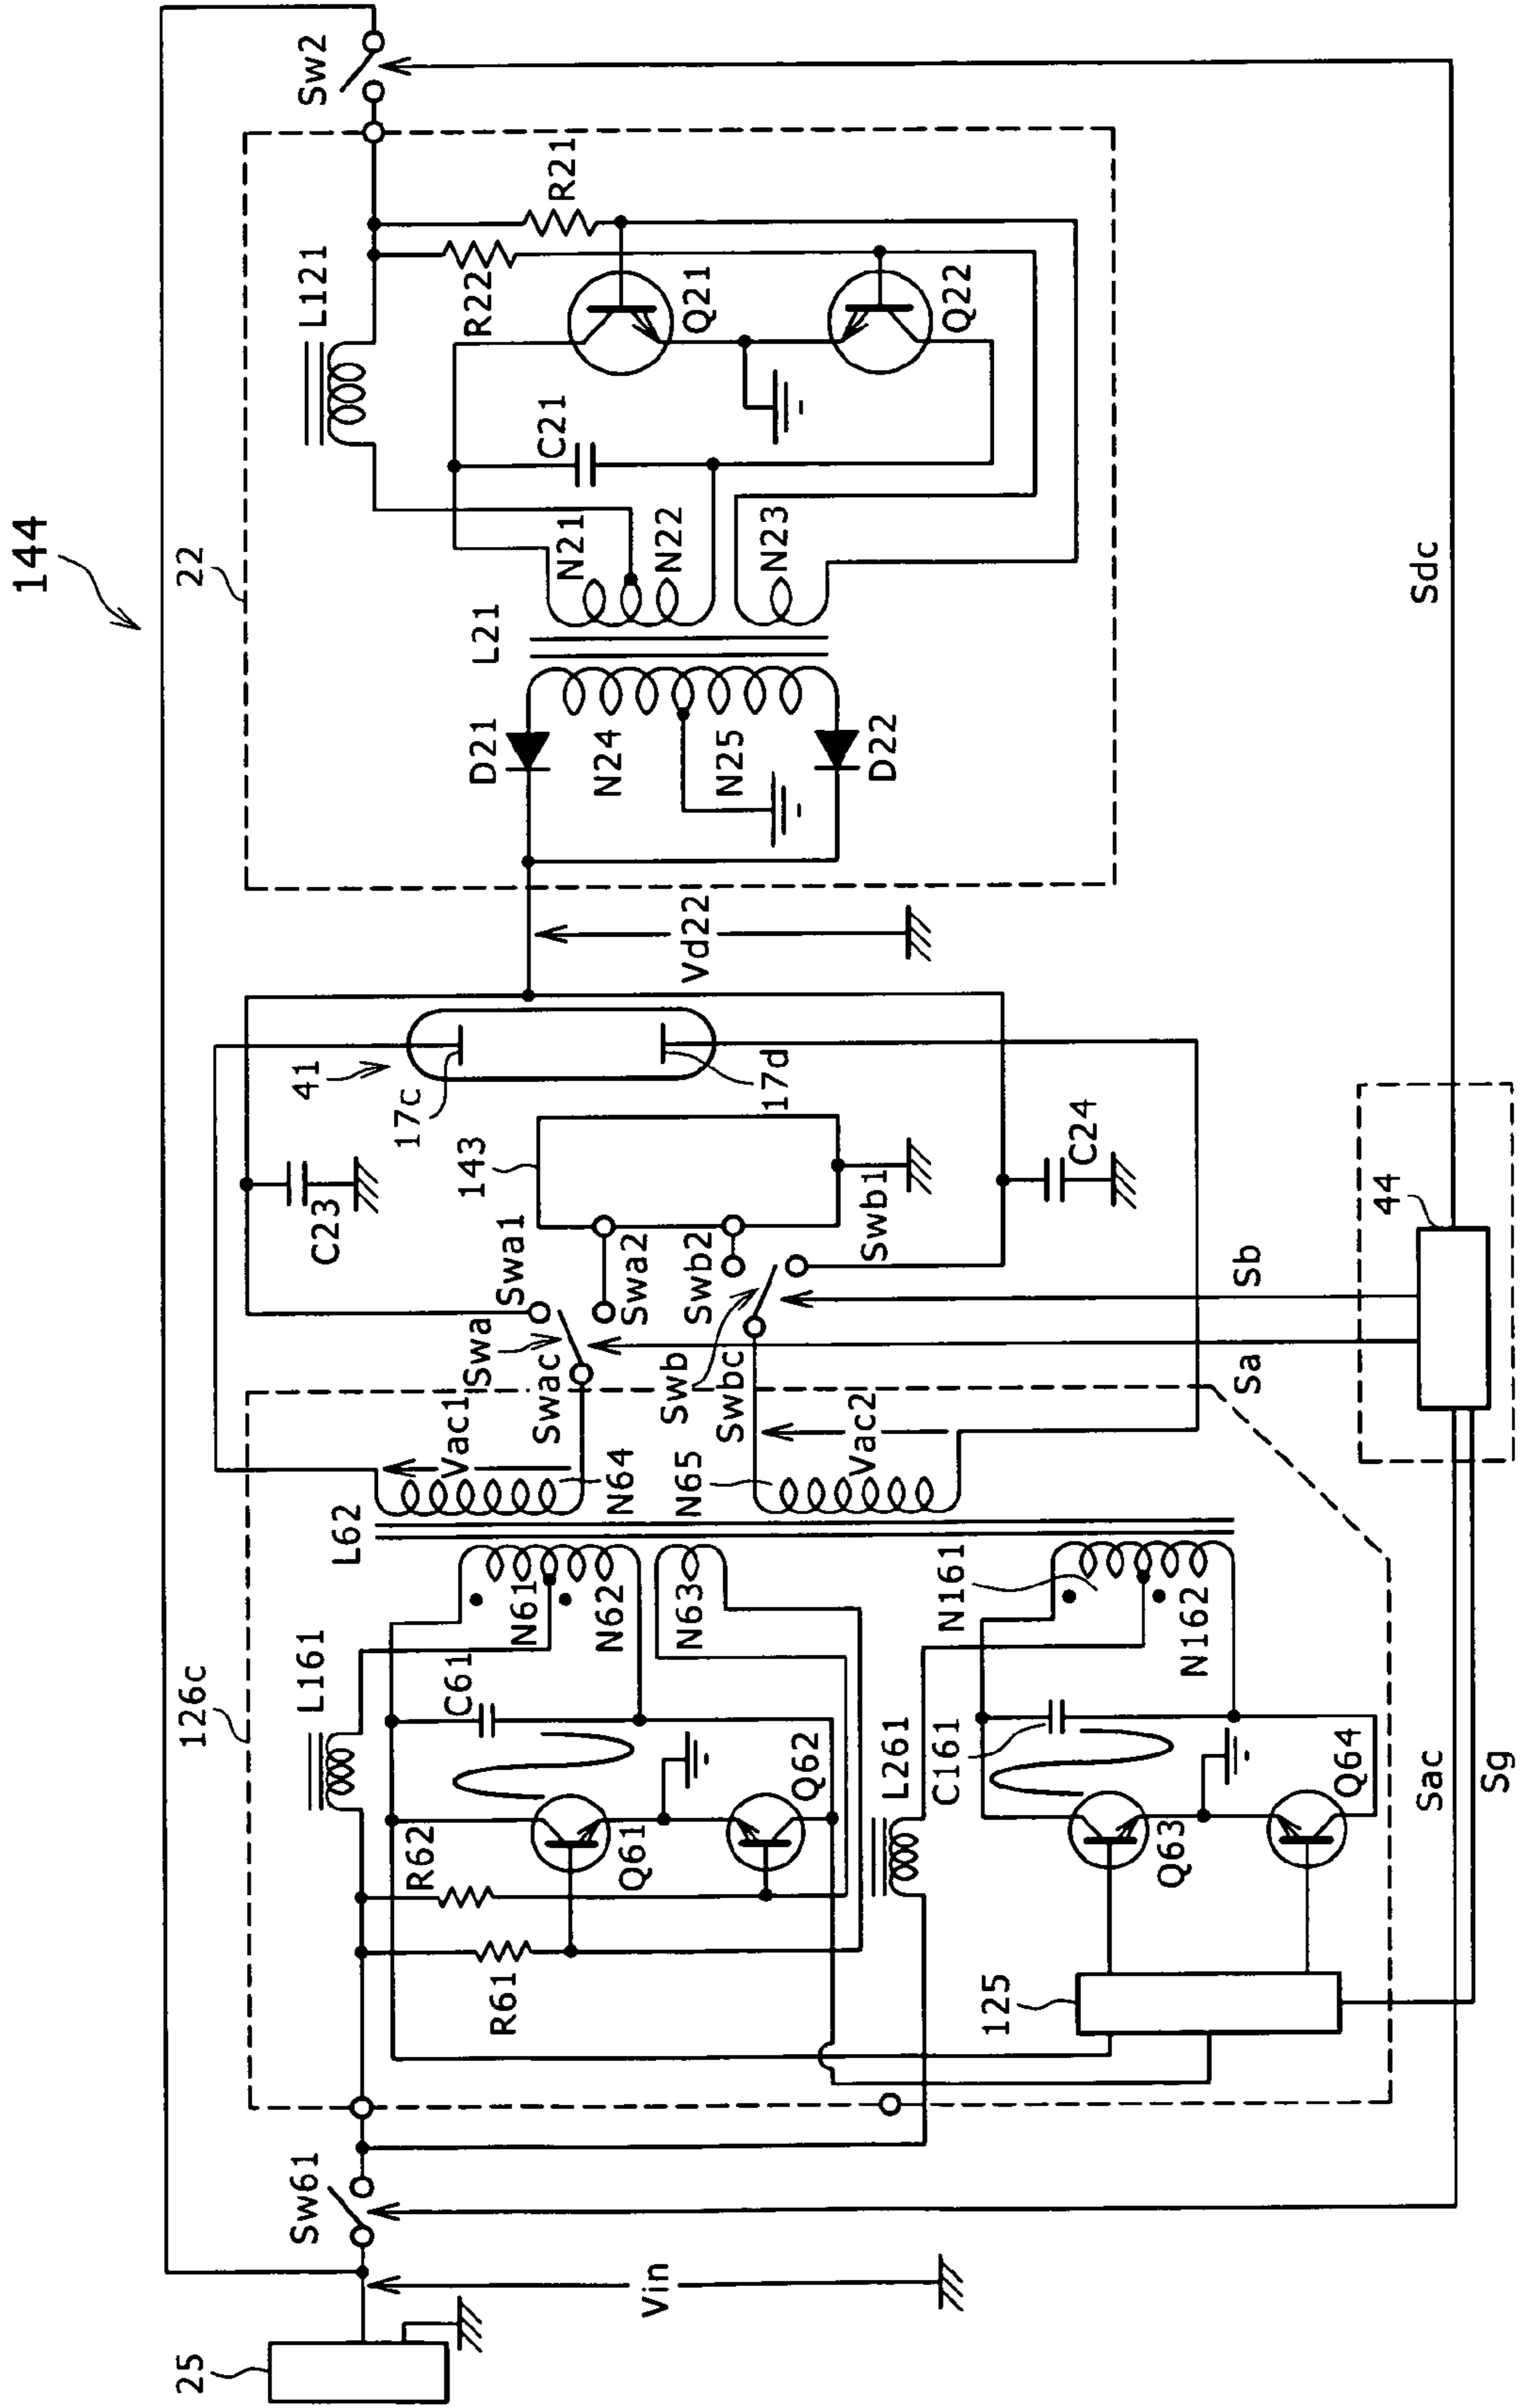 144
22
Sw2
L121
R21
R22
Q21
Q22
C21
N21
N22
N23
L21
D21
N24
N25
D22
Vd22
Sdc
41
17c
17d
143
C23
C24
Swa1
Swa2
Swb2
Swb1
Swa
Swac
Swb
Swbc
Sb
Sa
44
Vac1
Vac2
N64
N65
L62
126c
L161
N61
N62
N63
C61
R62
R61
Q61
Q62
L261
N161
N162
C161
Q63
Q64
125
Sac
Sg
Sw61
Vin
25